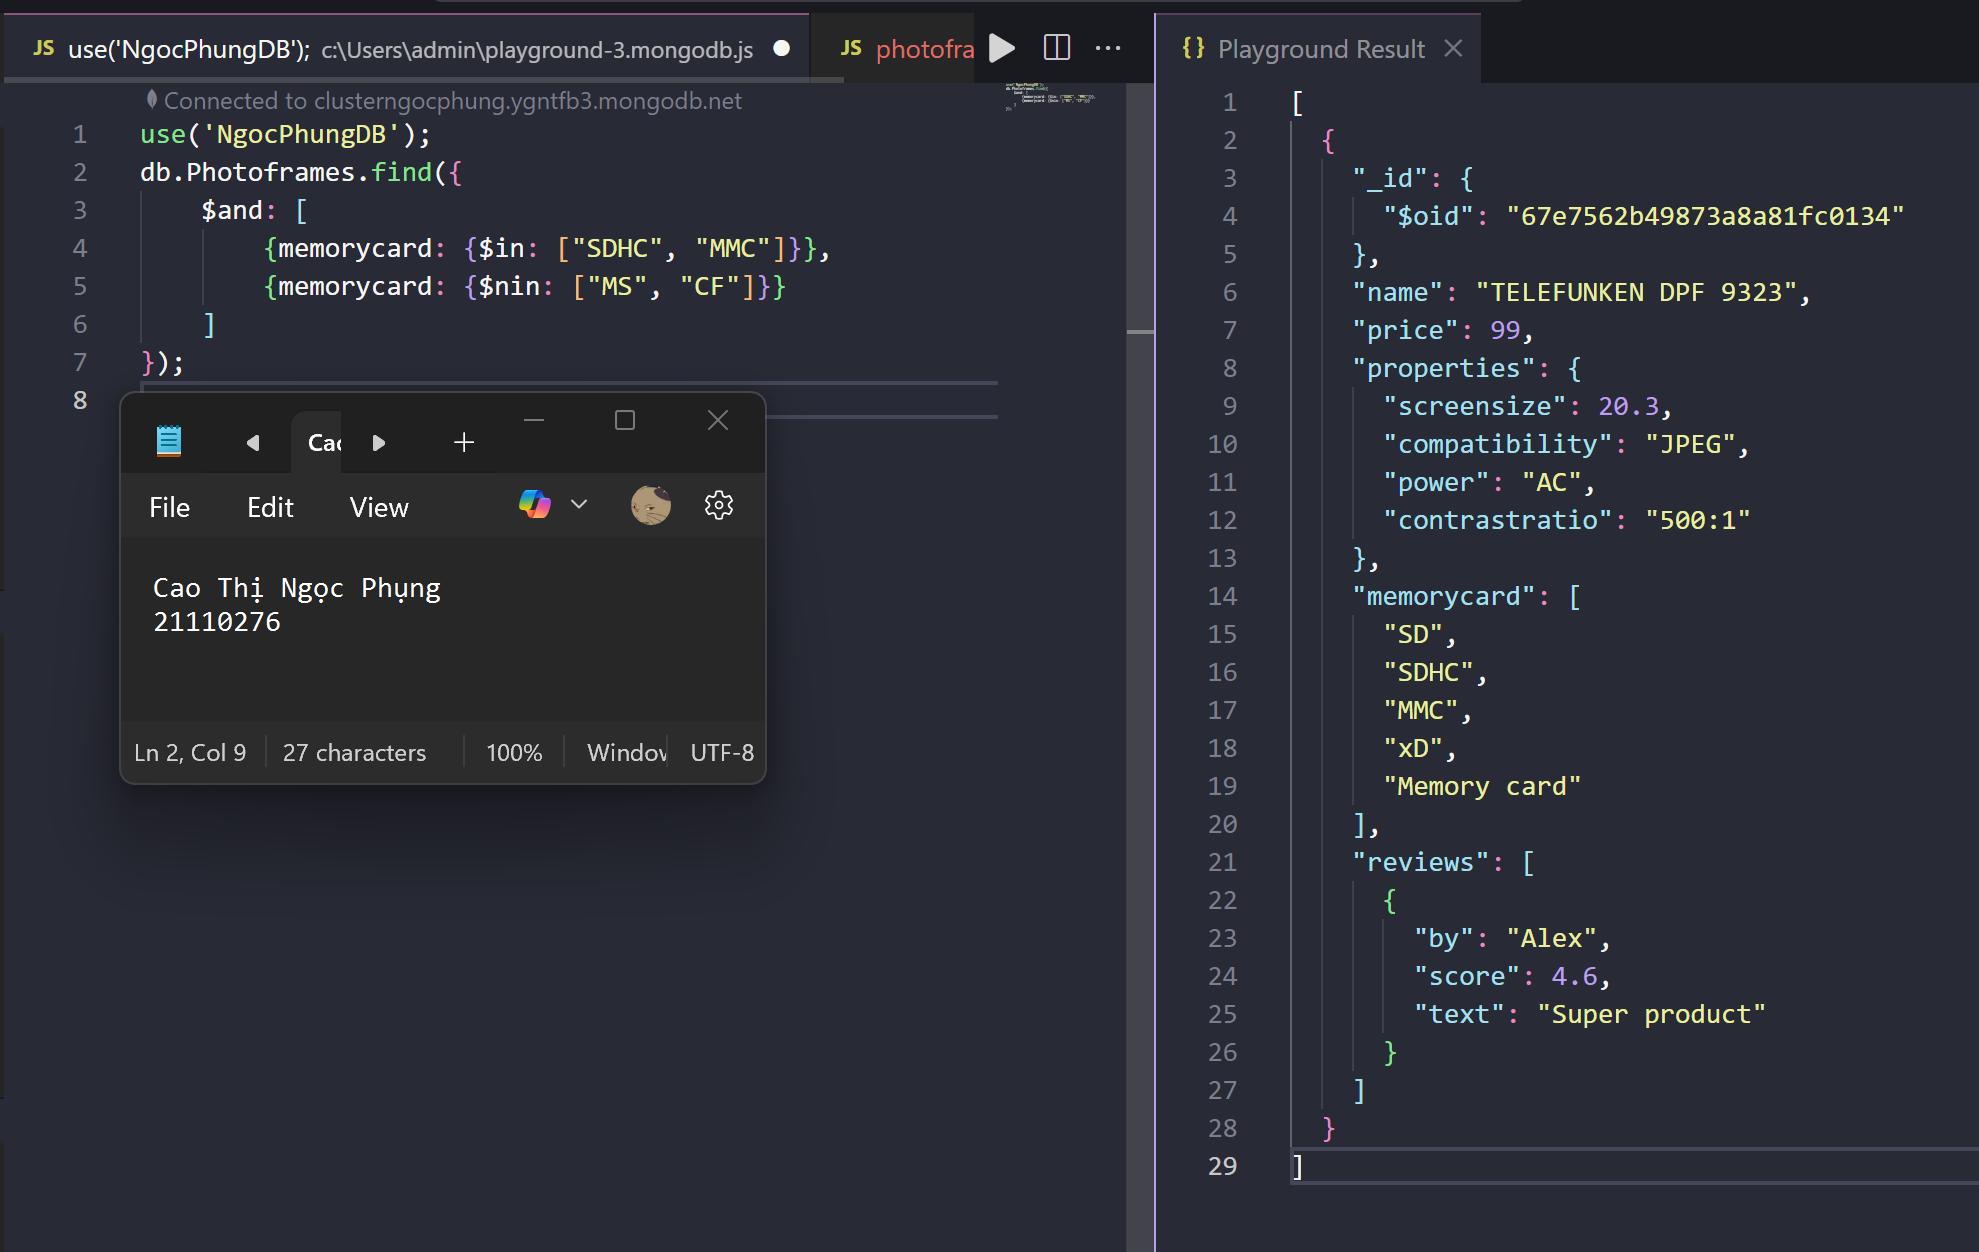 JS use('NgocPhungDB'); c:\Users\admin\playground-3.mongodb.js
JS photofra
Connected to clusterngocphung.ygntfb3.mongodb.net
1 use('NgocPhungDB');
2 db.Photoframes.find({
3 $and: [
4 {memorycard: {$in: ["SDHC", "MMC"]}},
5 {memorycard: {$nin: ["MS", "CF"]}}
6 ]
7 });
8
Cao
File Edit View
Cao Thị Ngọc Phụng
21110276
Ln 2, Col 9 27 characters 100% Window UTF-8
{} Playground Result
1 [
2 {
3 "_id": {
4 "$oid": "67e7562b49873a8a81fc0134"
5 },
6 "name": "TELEFUNKEN DPF 9323",
7 "price": 99,
8 "properties": {
9 "screensize": 20.3,
10 "compatibility": "JPEG",
11 "power": "AC",
12 "contrastratio": "500:1"
13 },
14 "memorycard": [
15 "SD",
16 "SDHC",
17 "MMC",
18 "xD",
19 "Memory card"
20 ],
21 "reviews": [
22 {
23 "by": "Alex",
24 "score": 4.6,
25 "text": "Super product"
26 }
27 ]
28 }
29 ]